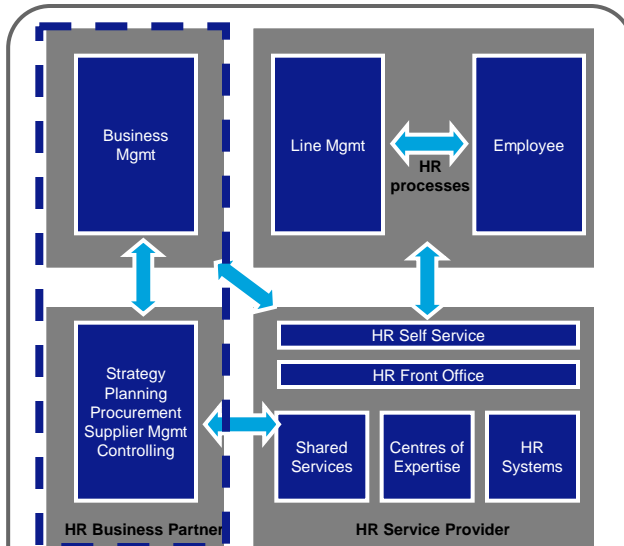 Business
Mgmt
Line Mgmt
Employee
HR
processes
HR Self Service
HR Front Office
Strategy
Planning
Procurement
Supplier Mgmt
Controlling
Shared
Services
Centres of
Expertise
HR
Systems
HR Business Partner
HR Service Provider